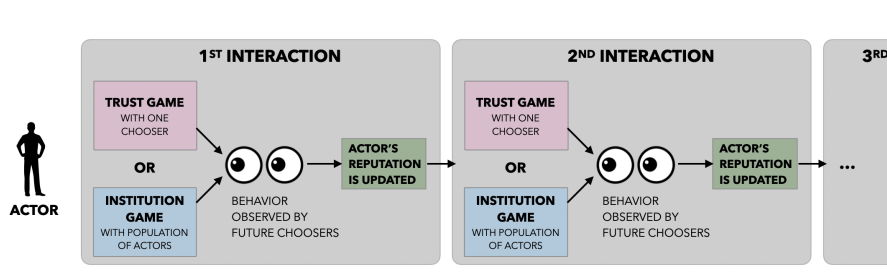 1ST INTERACTION
TRUST GAME
WITH ONE
CHOOSER
OR
INSTITUTION
GAME
WITH POPULATION
OF ACTORS
BEHAVIOR
OBSERVED BY
FUTURE CHOOSERS
ACTOR'S
REPUTATION
IS UPDATED
2ND INTERACTION
TRUST GAME
WITH ONE
CHOOSER
OR
INSTITUTION
GAME
WITH POPULATION
OF ACTORS
BEHAVIOR
OBSERVED BY
FUTURE CHOOSERS
ACTOR'S
REPUTATION
IS UPDATED
3RD
...
ACTOR